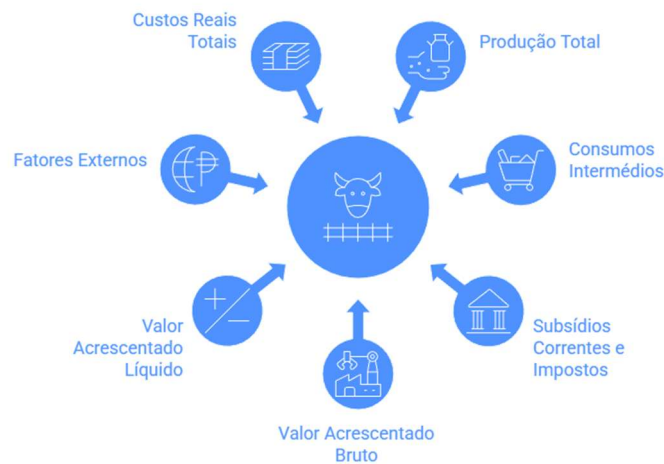 Custos Reais
Totais
Produção Total
Fatores Externos
Consumos
Intermédios
Valor
Acrescentado
Líquido
Subsídios
Correntes e
Impostos
Valor Acrescentado
Bruto